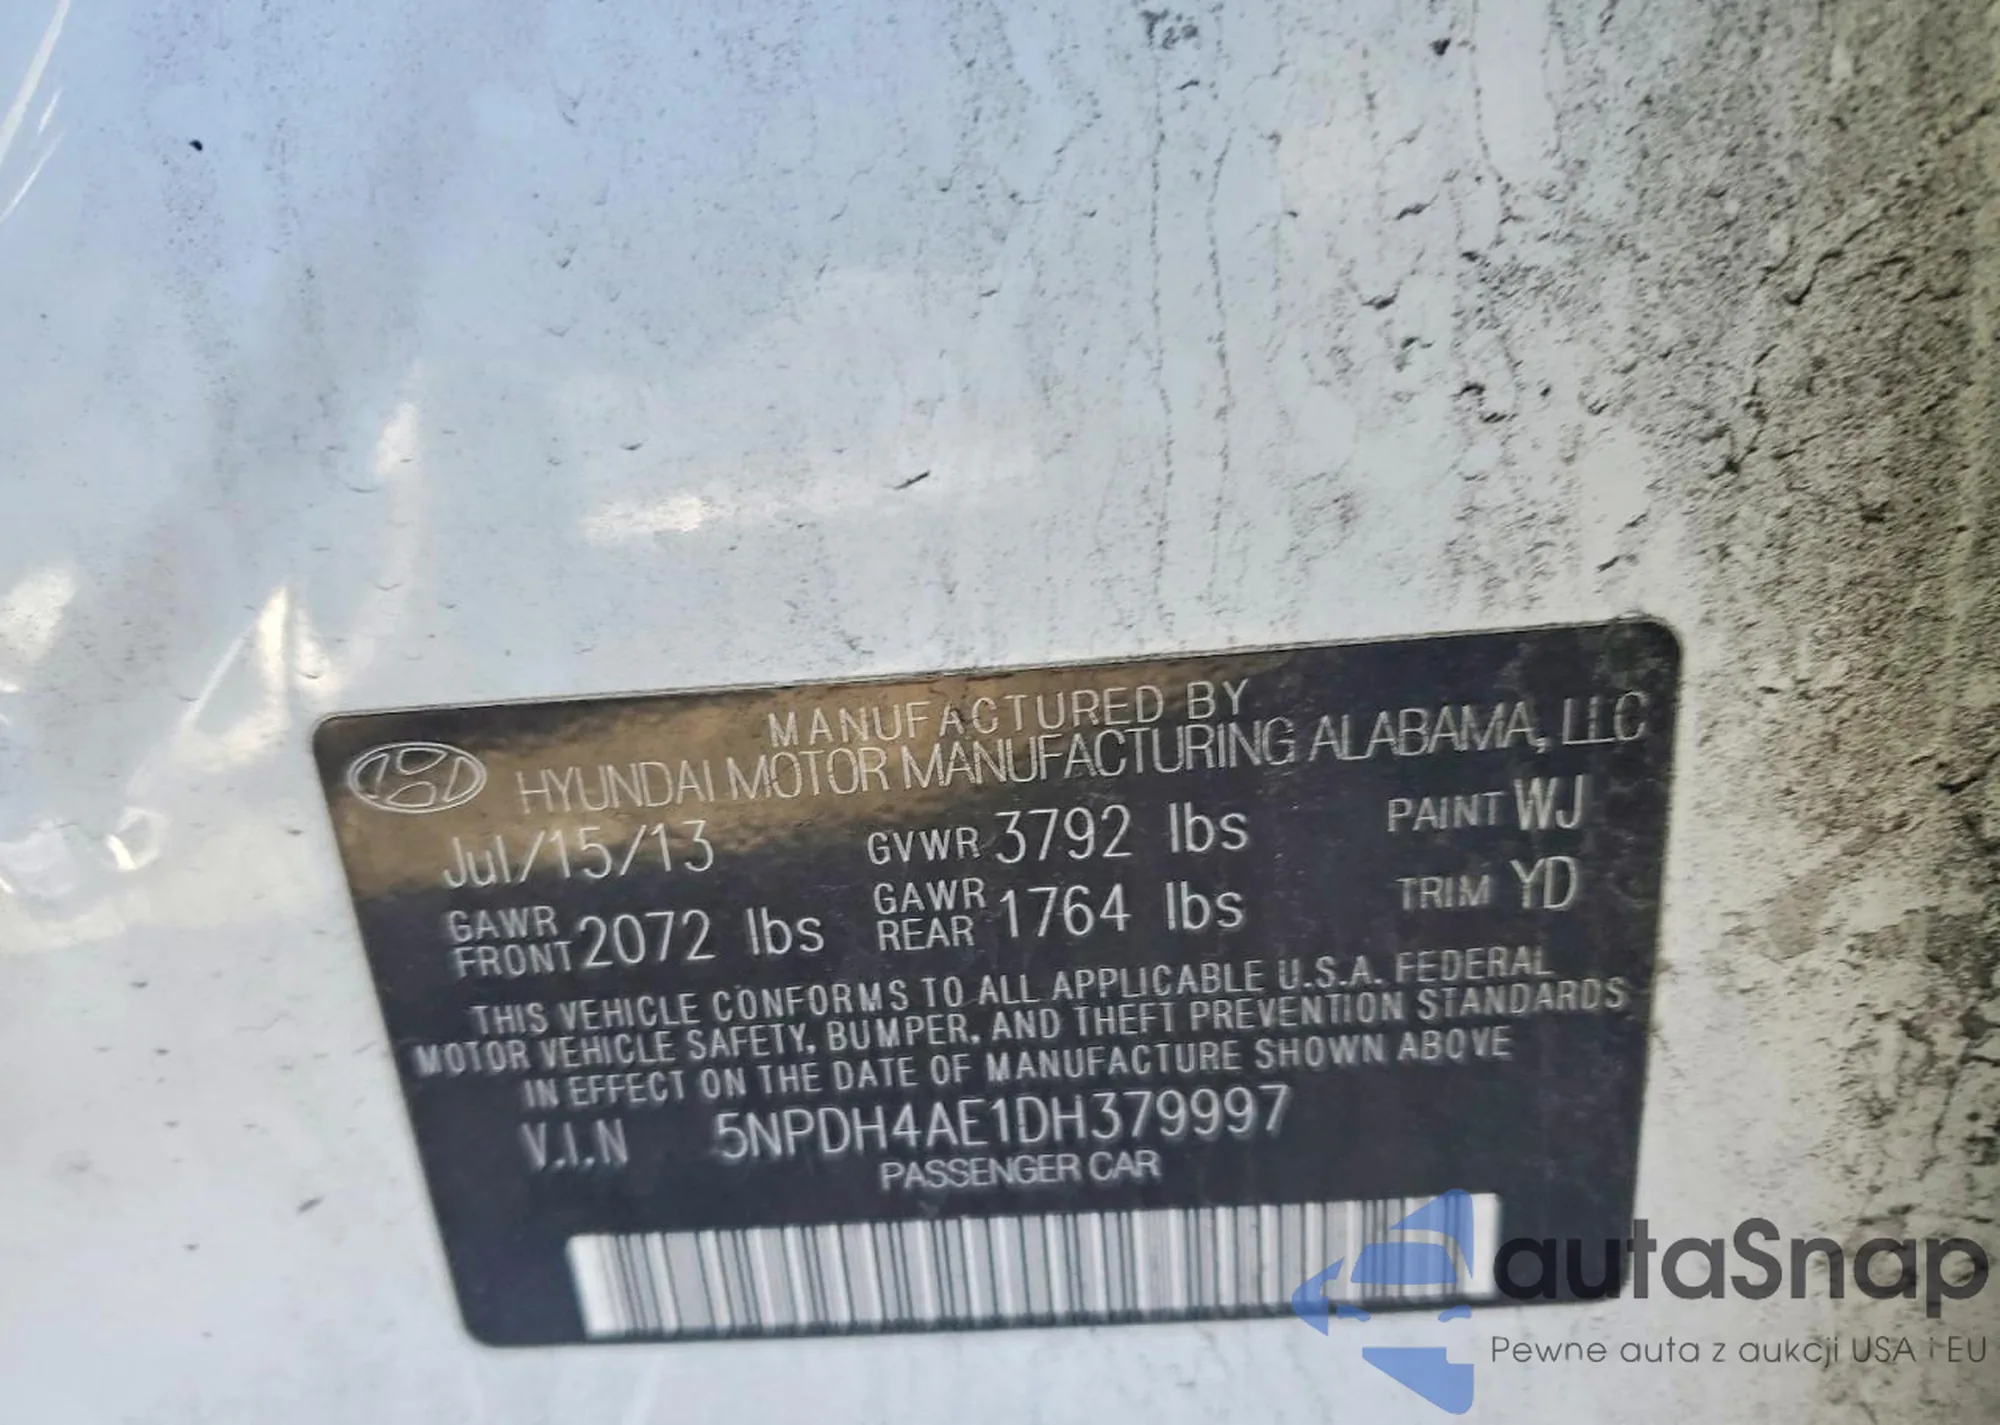 MANUFACTURED BY
HYUNDAI MOTOR MANUFACTURING ALABAMA, LLC
Jul/15/13 GVWR 3792 lbs PAINT WJ
GAWR FRONT 2072 lbs GAWR REAR 1764 lbs TRIM YD
THIS VEHICLE CONFORMS TO ALL APPLICABLE U.S.A. FEDERAL
MOTOR VEHICLE SAFETY, BUMPER, AND THEFT PREVENTION STANDARDS
IN EFFECT ON THE DATE OF MANUFACTURE SHOWN ABOVE
V.I.N 5NPDH4AE1DH379997
PASSENGER CAR
autaSnap
Pewne auta z aukcji USA i EU